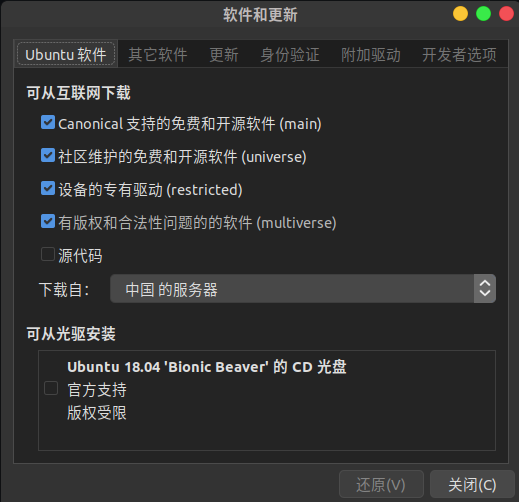 软件和更新
Ubuntu 软件 其它软件 更新 身份验证 附加驱动 开发者选项
可从互联网下载
Canonical 支持的免费和开源软件 (main)
社区维护的免费和开源软件 (universe)
设备的专有驱动 (restricted)
有版权和合法性问题的的软件 (multiverse)
源代码
下载自： 中国 的服务器
可从光驱安装
Ubuntu 18.04 'Bionic Beaver' 的 CD 光盘
官方支持
版权受限
还原(V) 关闭(C)